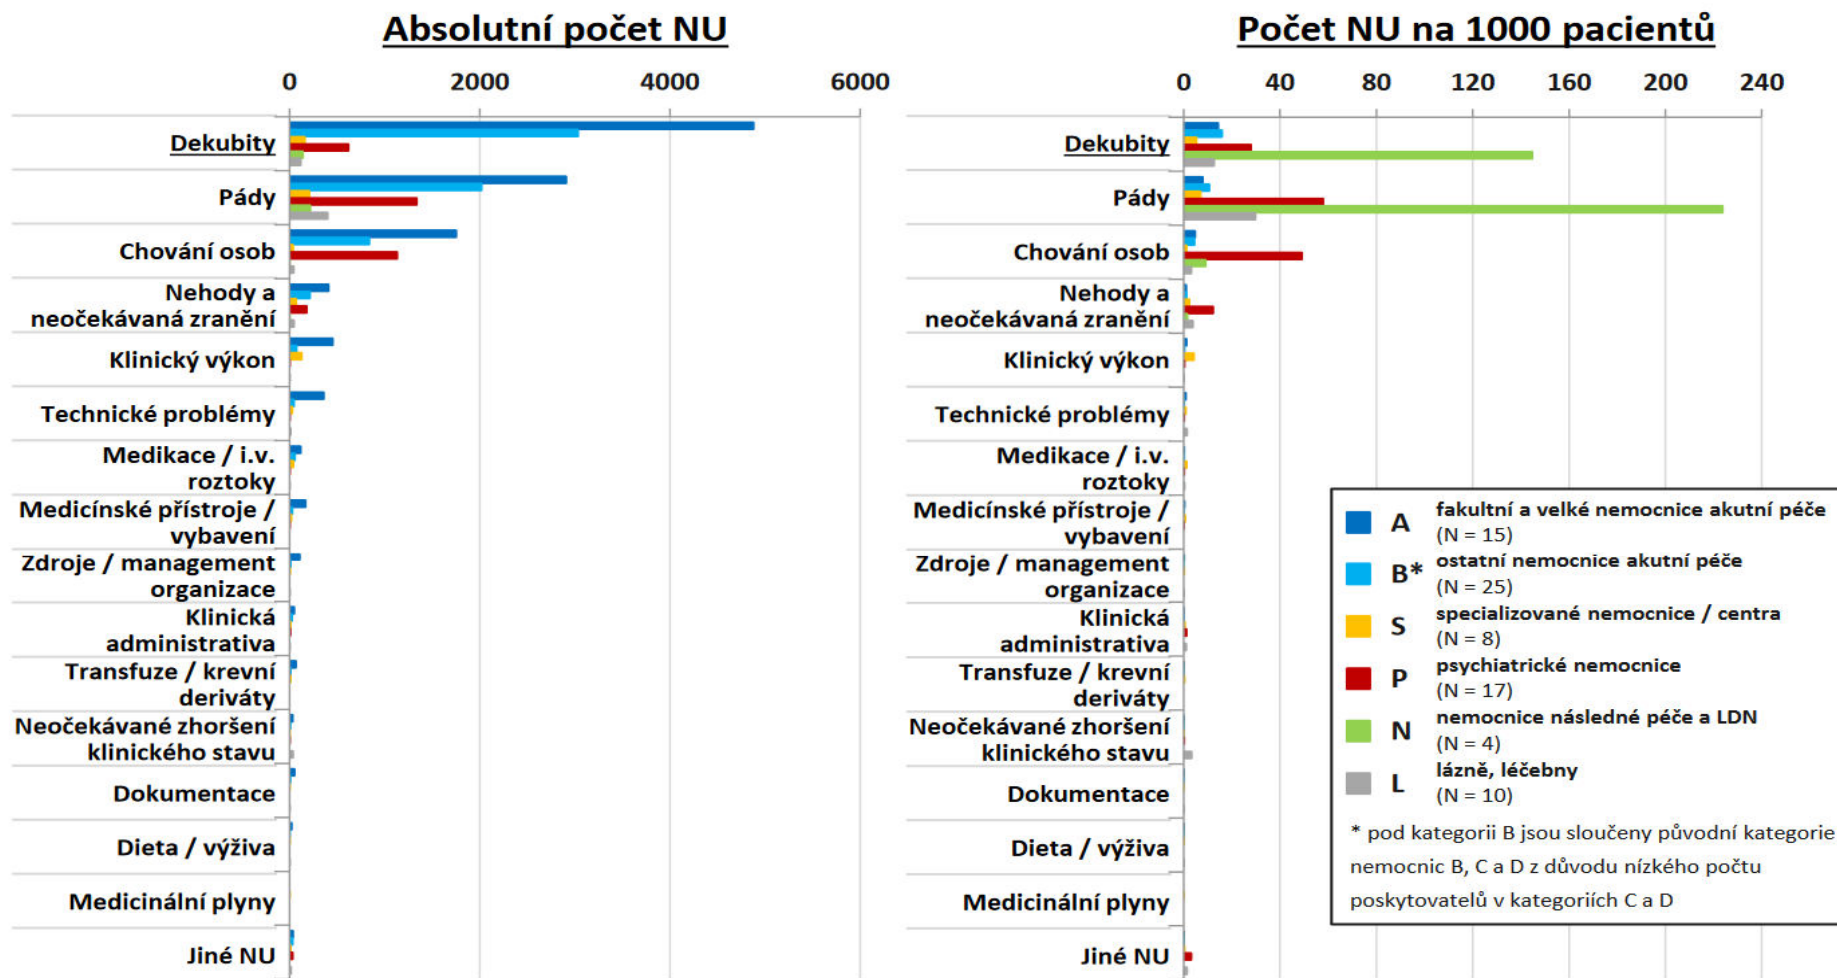 Absolutní počet NU
0 2000 4000 6000
Dekubity
Pády
Chování osob
Nehody a
neočekávaná zranění
Klinický výkon
Technické problémy
Medikace / i.v.
roztoky
Medicínské přístroje /
vybavení
Zdroje / management
organizace
Klinická
administrativa
Transfuze / krevní
deriváty
Neočekávané zhoršení
klinického stavu
Dokumentace
Dieta / výživa
Medicinální plyny
Jiné NU
Počet NU na 1000 pacientů
0 40 80 120 160 200 240
Dekubity
Pády
Chování osob
Nehody a
neočekávaná zranění
Klinický výkon
Technické problémy
Medikace / i.v.
roztoky
Medicínské přístroje /
vybavení
Zdroje / management
organizace
Klinická
administrativa
Transfuze / krevní
deriváty
Neočekávané zhoršení
klinického stavu
Dokumentace
Dieta / výživa
Medicinální plyny
Jiné NU
A fakultní a velké nemocnice akutní péče
(N = 15)
B* ostatní nemocnice akutní péče
(N = 25)
S specializované nemocnice / centra
(N = 8)
P psychiatrické nemocnice
(N = 17)
N nemocnice následné péče a LDN
(N = 4)
L lázně, léčebny
(N = 10)
* pod kategorii B jsou sloučeny původní kategorie
nemocnic B, C a D z důvodu nízkého počtu
poskytovatelů v kategoriích C a D